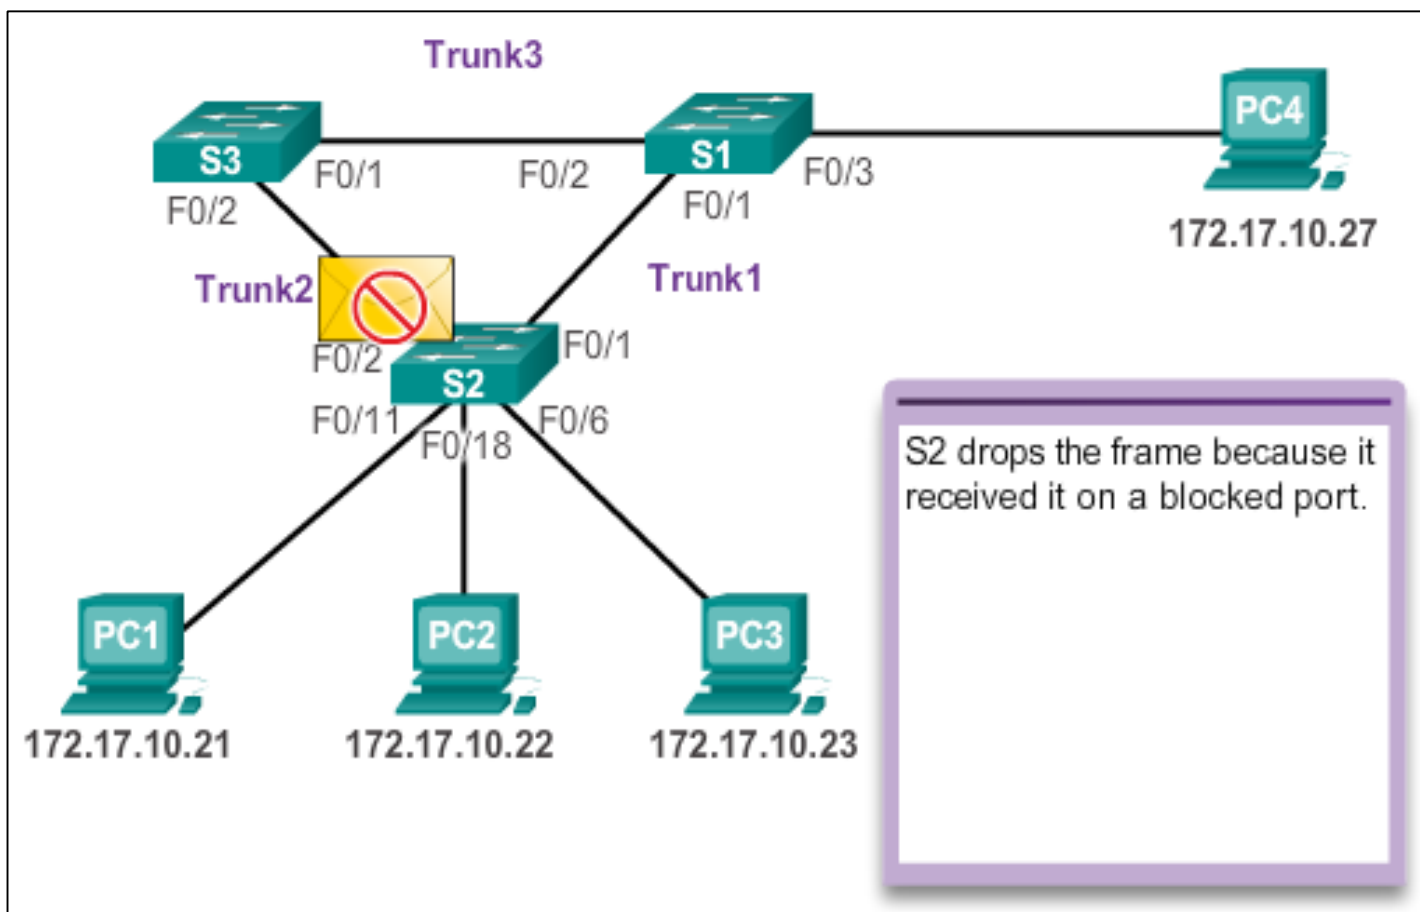 Trunk3
S3
S1
PC4
F0/1
F0/2
F0/3
F0/2
F0/1
172.17.10.27
Trunk2
Trunk1
F0/2
F0/1
S2
F0/11
F0/18
F0/6
S2 drops the frame because it
received it on a blocked port.
PC1
PC2
PC3
172.17.10.21
172.17.10.22
172.17.10.23